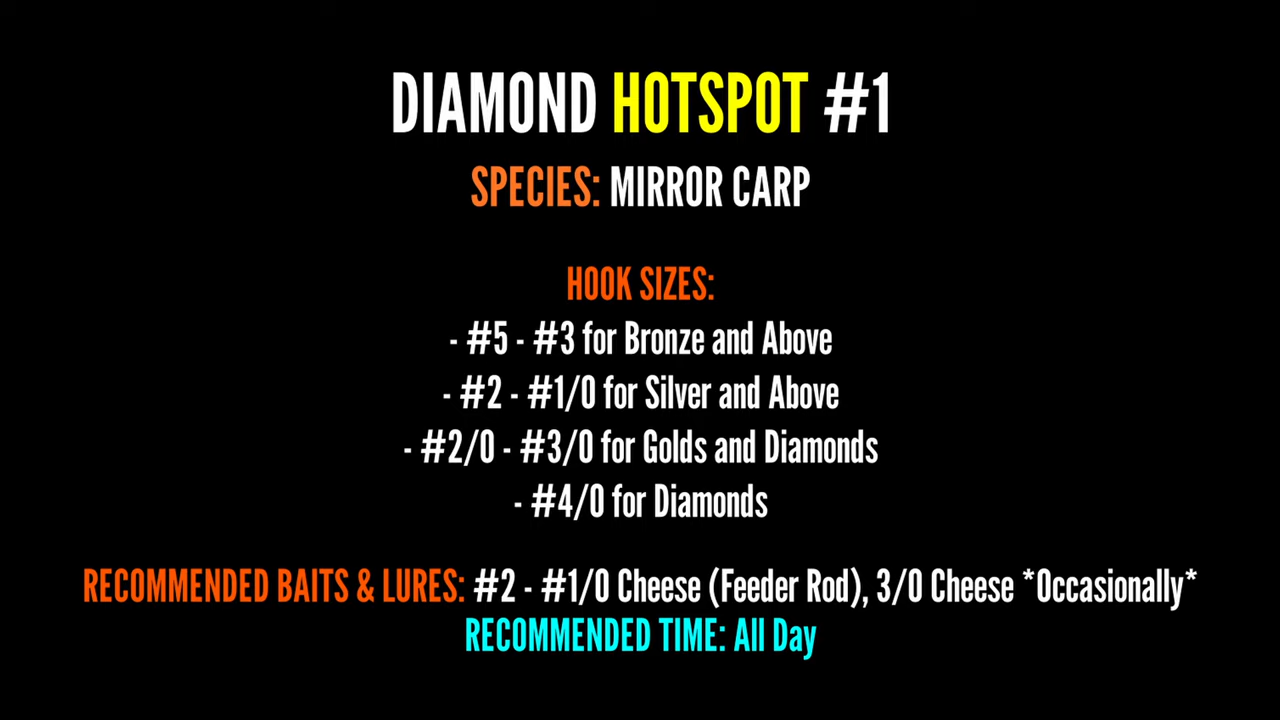 DIAMOND HOTSPOT #1
SPECIES: MIRROR CARP
HOOK SIZES:
- #5 - #3 for Bronze and Above
- #2 - #1/0 for Silver and Above
- #2/0 - #3/0 for Golds and Diamonds
- #4/0 for Diamonds
RECOMMENDED BAITS & LURES: #2 - #1/0 Cheese (Feeder Rod), 3/0 Cheese *Occasionally*
RECOMMENDED TIME: All Day